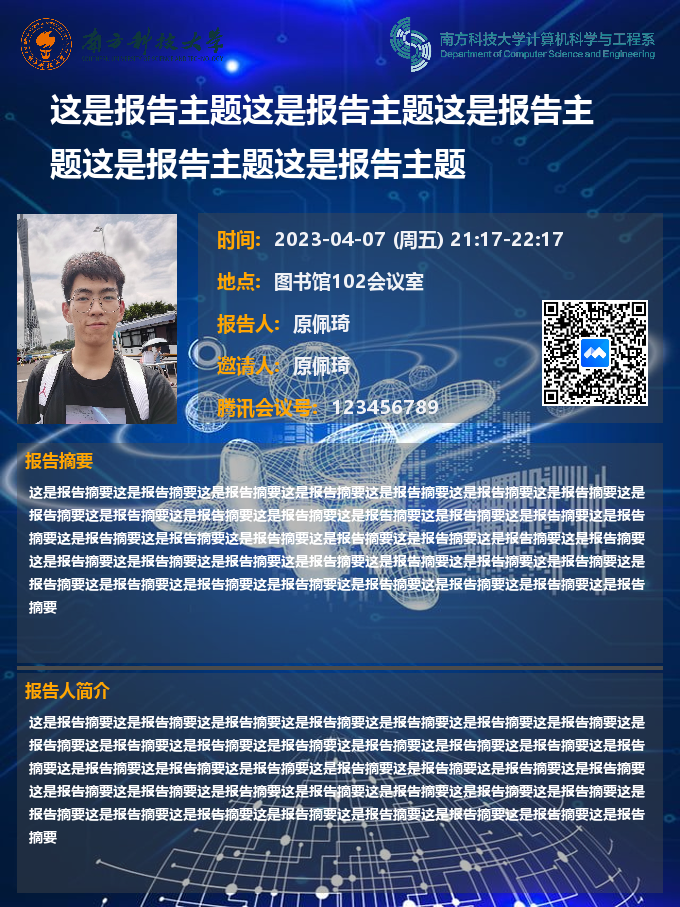 南方科技大学
南方科技大学计算机科学与工程系
Department of Computer Science and Engineering
这是报告主题这是报告主题这是报告主
题这是报告主题这是报告主题
时间: 2023-04-07 (周五) 21:17-22:17
地点: 图书馆102会议室
报告人: 原佩琦
邀请人: 原佩琦
腾讯会议号: 123456789
报告摘要
这是报告摘要这是报告摘要这是报告摘要这是报告摘要这是报告摘要这是报告摘要这是报告摘要这是
报告摘要这是报告摘要这是报告摘要这是报告摘要这是报告摘要这是报告摘要这是报告摘要这是报告
摘要这是报告摘要这是报告摘要这是报告摘要这是报告摘要这是报告摘要这是报告摘要这是报告摘要
这是报告摘要这是报告摘要这是报告摘要这是报告摘要这是报告摘要这是报告摘要这是报告摘要这是
报告摘要这是报告摘要这是报告摘要这是报告摘要这是报告摘要这是报告摘要这是报告摘要这是报告
摘要
报告人简介
这是报告摘要这是报告摘要这是报告摘要这是报告摘要这是报告摘要这是报告摘要这是报告摘要这是
报告摘要这是报告摘要这是报告摘要这是报告摘要这是报告摘要这是报告摘要这是报告摘要这是报告
摘要这是报告摘要这是报告摘要这是报告摘要这是报告摘要这是报告摘要这是报告摘要这是报告摘要
这是报告摘要这是报告摘要这是报告摘要这是报告摘要这是报告摘要这是报告摘要这是报告摘要这是
报告摘要这是报告摘要这是报告摘要这是报告摘要这是报告摘要这是报告摘要这是报告摘要这是报告
摘要